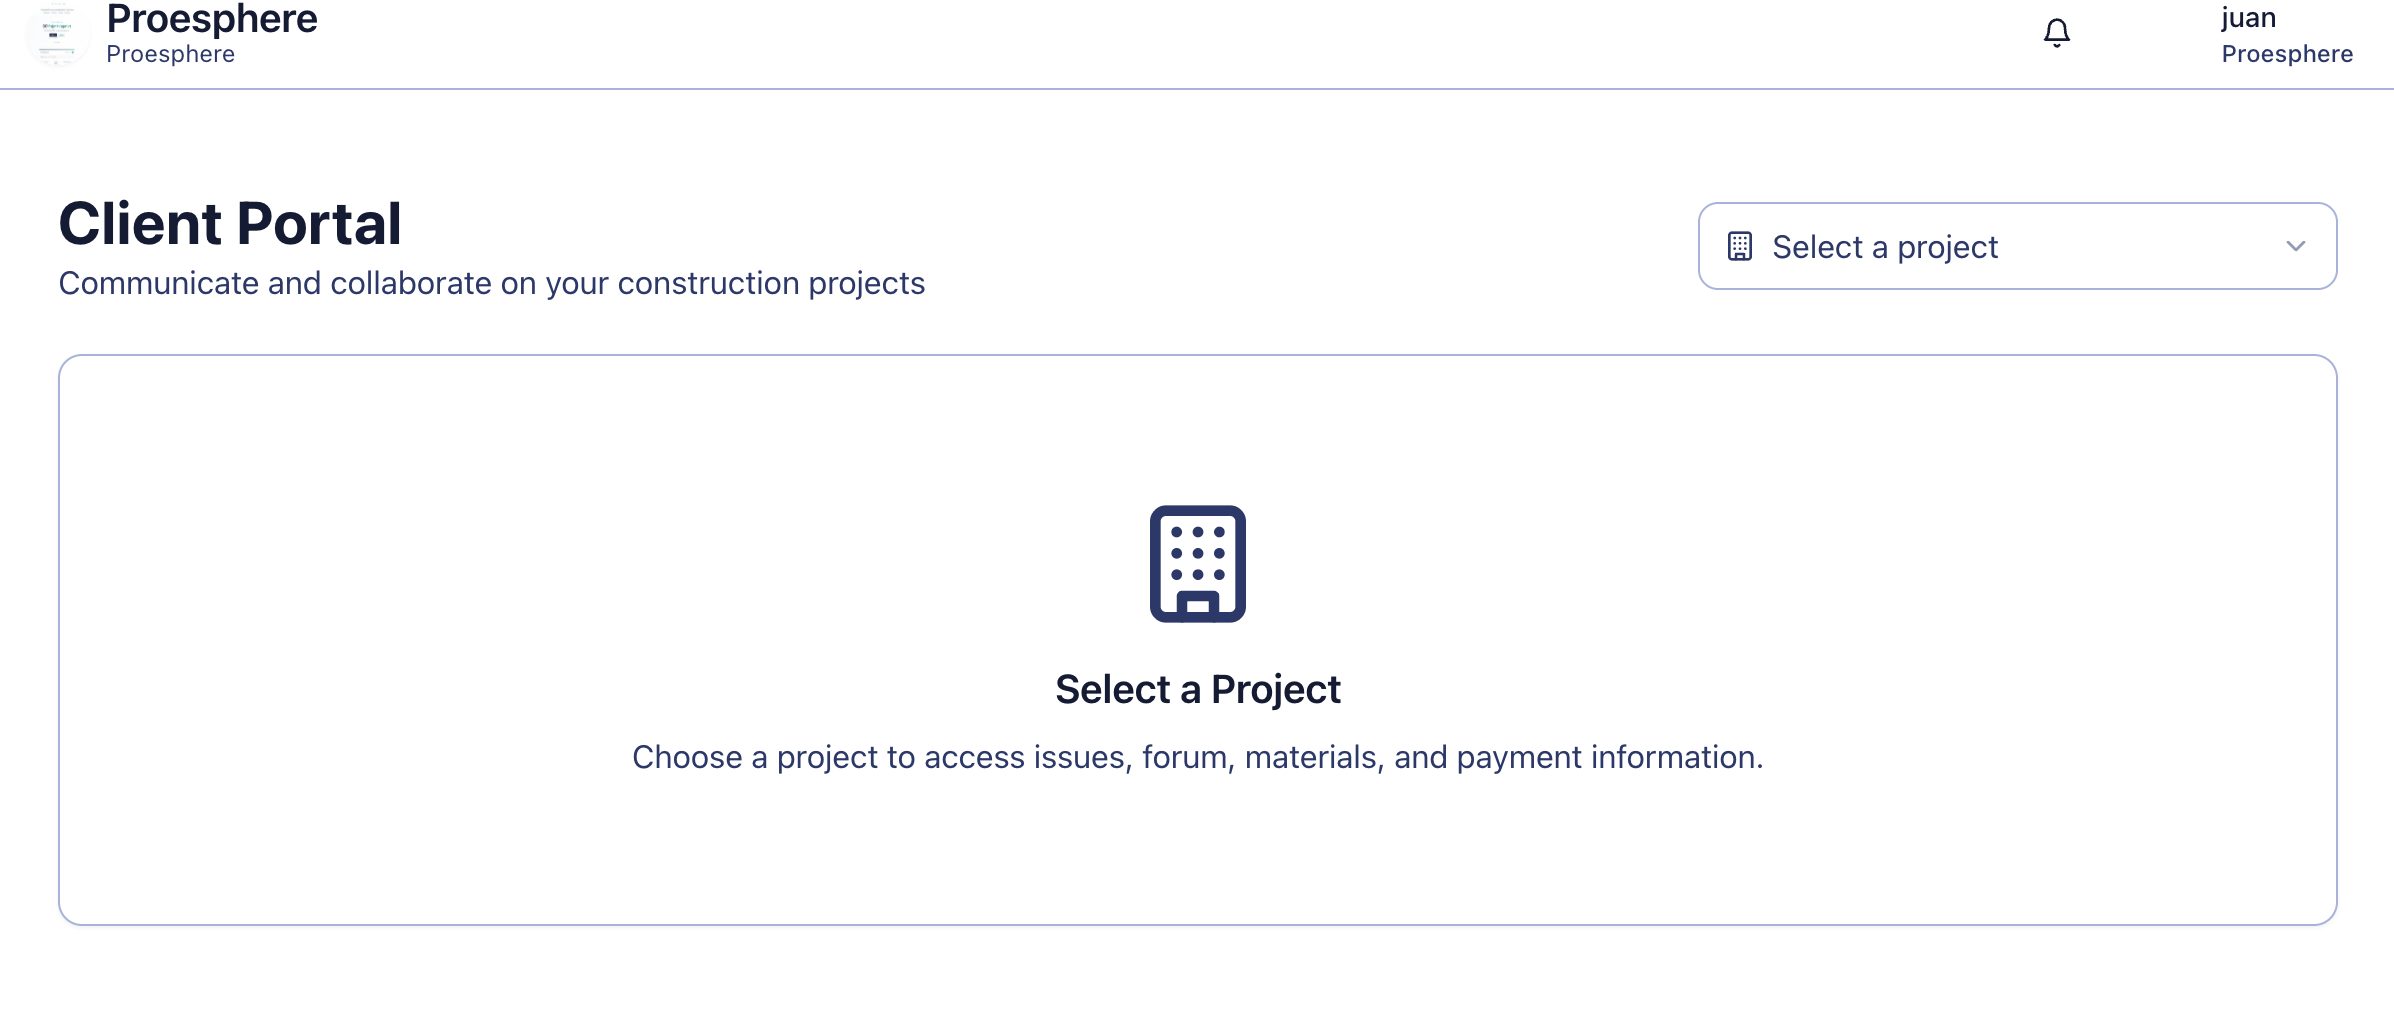 Proesphere
Proesphere
juan
Proesphere
Client Portal
Communicate and collaborate on your construction projects
Select a project
Select a Project
Choose a project to access issues, forum, materials, and payment information.